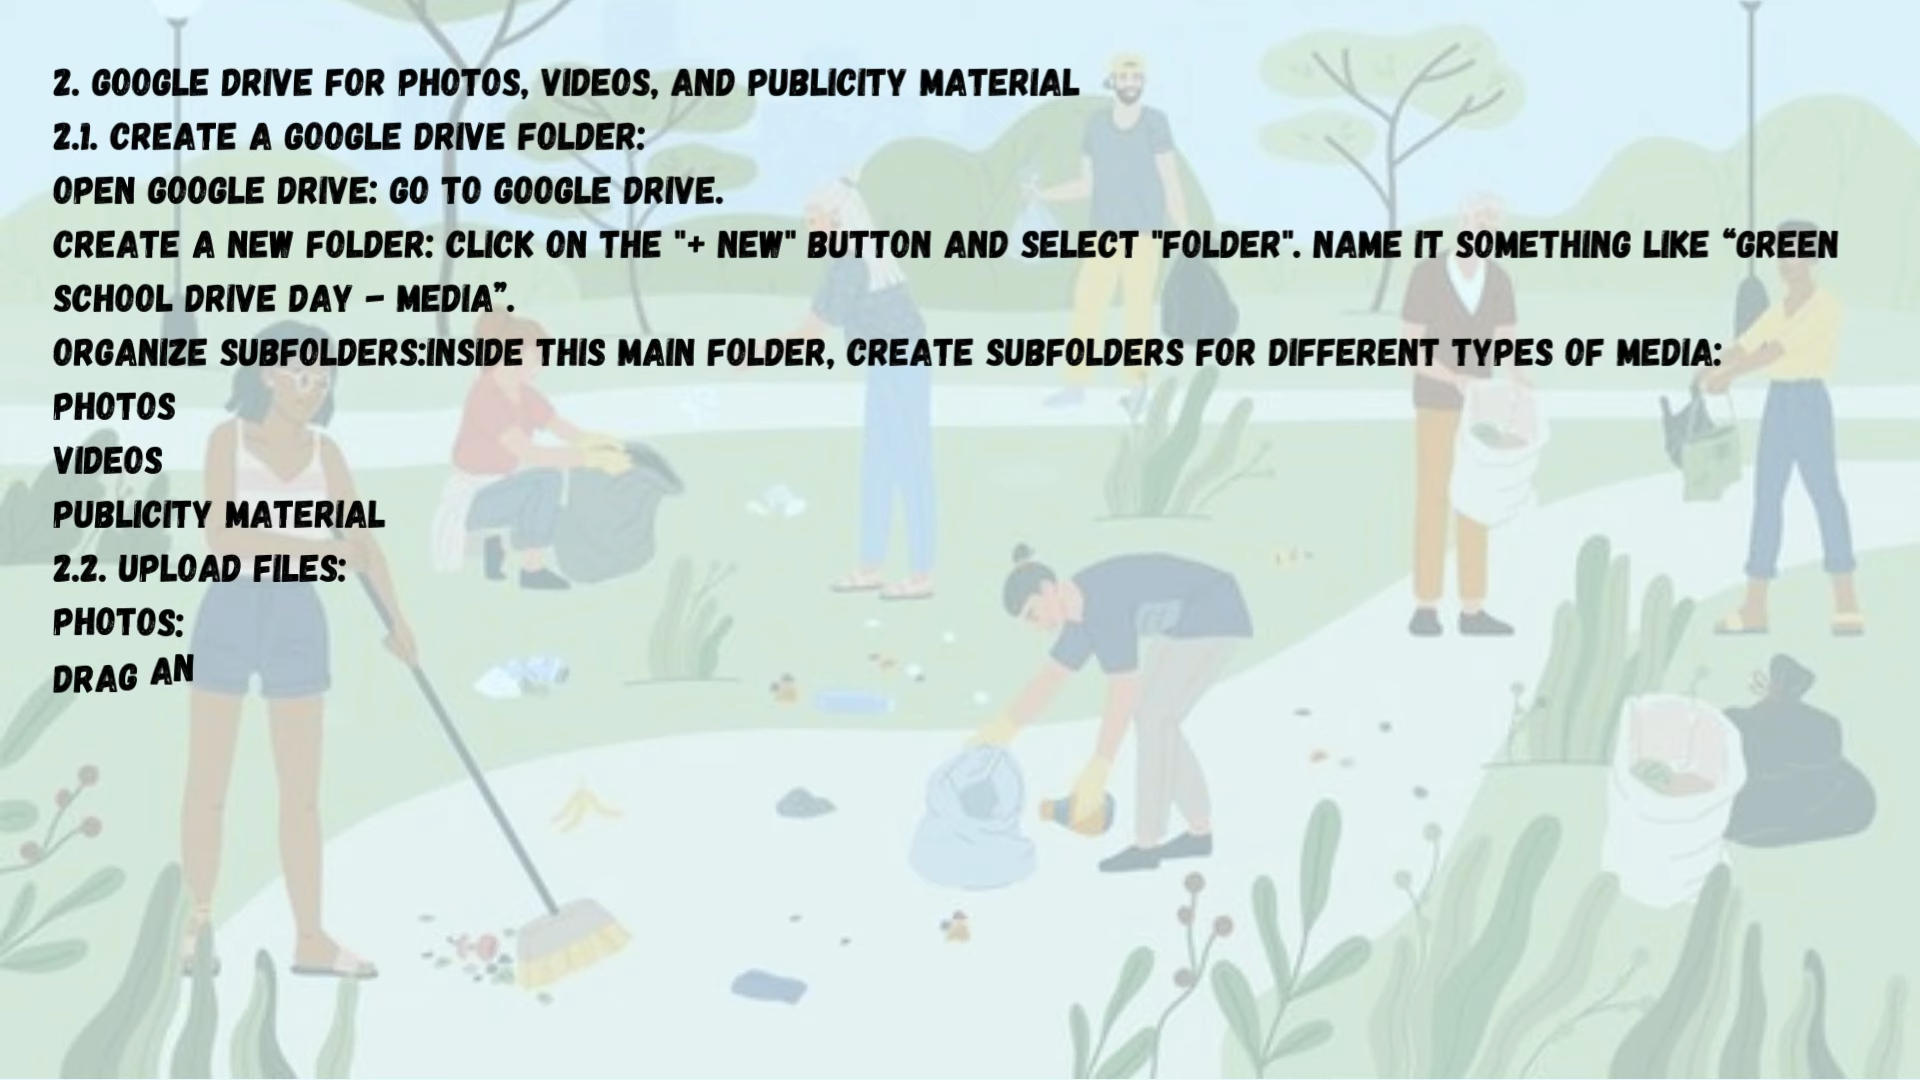 2. GOOGLE DRIVE FOR PHOTOS, VIDEOS, AND PUBLICITY MATERIAL
2.1. CREATE A GOOGLE DRIVE FOLDER:
OPEN GOOGLE DRIVE: GO TO GOOGLE DRIVE.
CREATE A NEW FOLDER: CLICK ON THE "+ NEW" BUTTON AND SELECT "FOLDER". NAME IT SOMETHING LIKE “GREEN
SCHOOL DRIVE DAY – MEDIA”.
ORGANIZE SUBFOLDERS:INSIDE THIS MAIN FOLDER, CREATE SUBFOLDERS FOR DIFFERENT TYPES OF MEDIA:
PHOTOS
VIDEOS
PUBLICITY MATERIAL
2.2. UPLOAD FILES:
PHOTOS:
DRAG AN